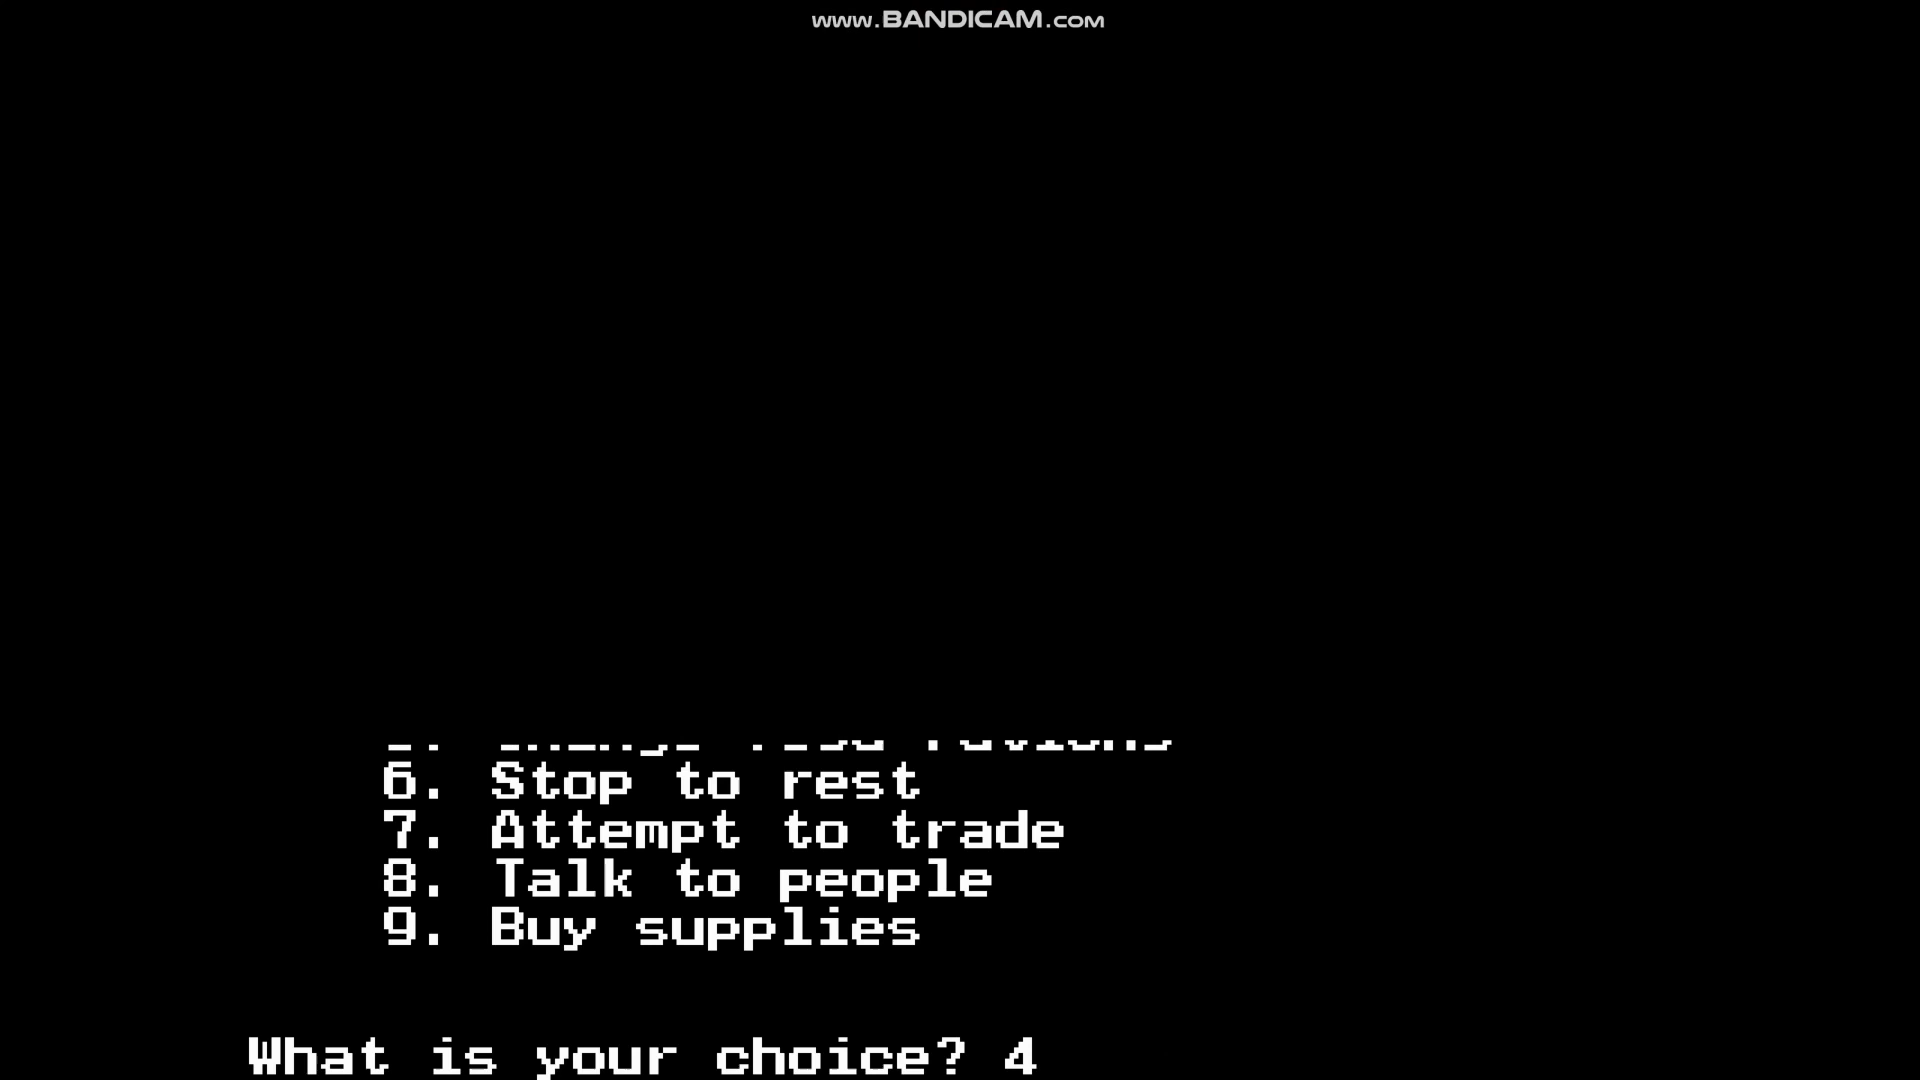 www.BANDICAM.com
6. Stop to rest
7. Attempt to trade
8. Talk to people
9. Buy supplies
What is your choice? 4